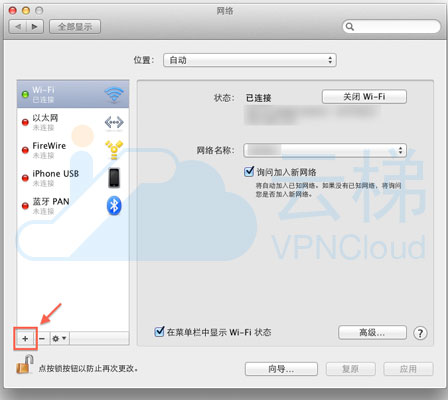 网络
全部显示
位置： 自动
Wi-Fi
已连接
以太网
未连接
FireWire
未连接
iPhone USB
未连接
蓝牙 PAN
未连接
状态： 已连接 关闭 Wi-Fi
网络名称：
询问加入新网络
将自动加入已知网络。如果没有已知网络，将询问
您是否加入新网络。
云梯
VPNCloud
在菜单栏中显示 Wi-Fi 状态 高级... ?
点按锁按钮以防止再次更改。 向导... 复原 应用